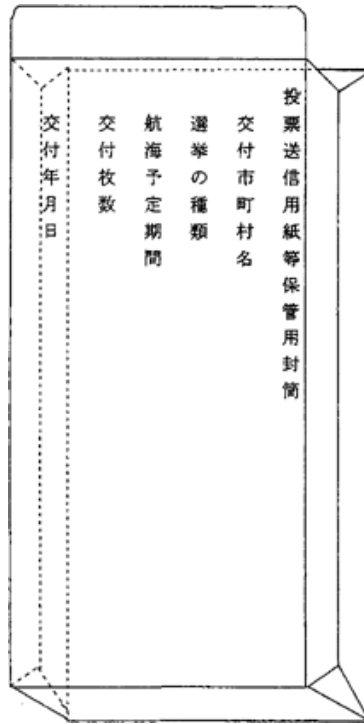 投票送信用紙等保管用封筒
交付市町村名
選挙の種類
航海予定期間
交付枚数
交付年月日